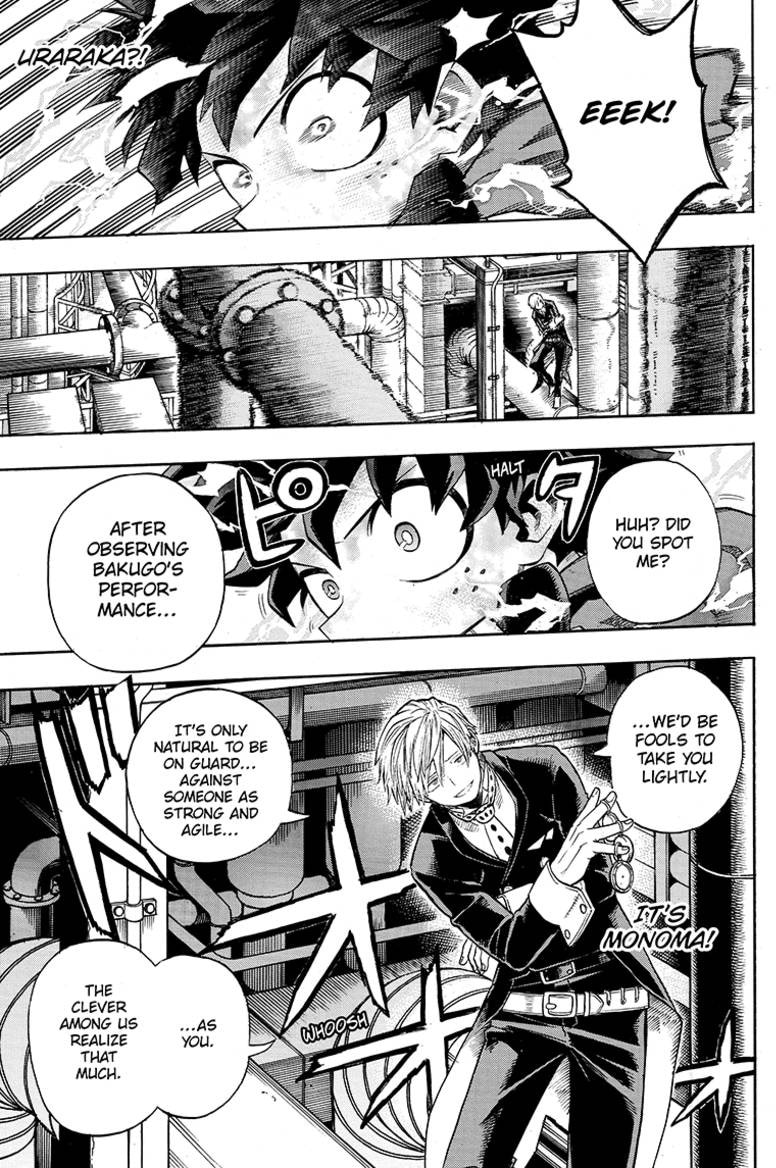 EEEK!
URARAKA?!
HUH? DID
YOU SPOT
ME?
ピタ
HALT
AFTER
OBSERVING
BAKUGO'S
PERFOR-
MANCE...
...WE'D BE
FOOLS TO
TAKE YOU
LIGHTLY.
IT'S
MONOMA!
IT'S ONLY
NATURAL TO BE
ON GUARD...
AGAINST
SOMEONE AS
STRONG AND
AGILE...
...AS
YOU.
WHOOSH
THE
CLEVER
AMONG US
REALIZE
THAT
MUCH.